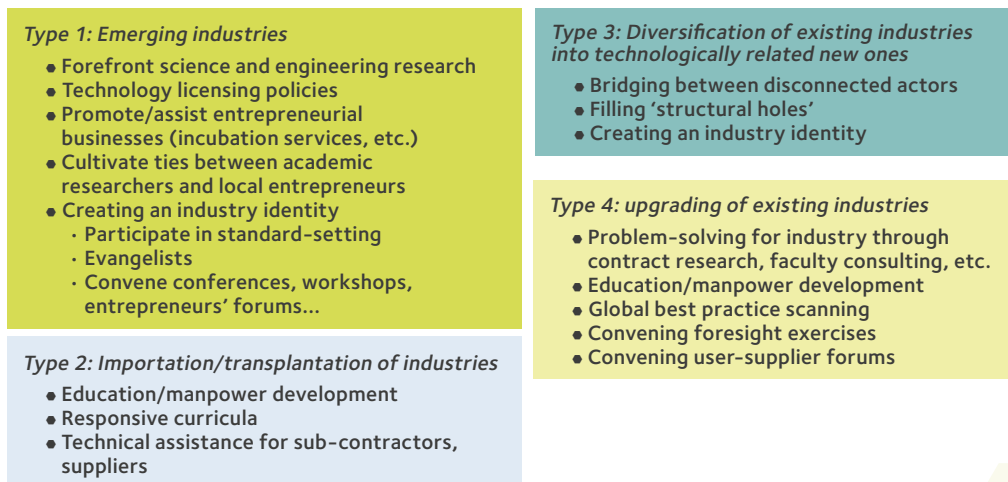 Type 1: Emerging industries
• Forefront science and engineering research
• Technology licensing policies
• Promote/assist entrepreneurial
businesses (incubation services, etc.)
• Cultivate ties between academic
researchers and local entrepreneurs
• Creating an industry identity
· Participate in standard-setting
· Evangelists
· Convene conferences, workshops,
entrepreneurs’ forums...
Type 2: Importation/transplantation of industries
• Education/manpower development
• Responsive curricula
• Technical assistance for sub-contractors,
suppliers
Type 3: Diversification of existing industries
into technologically related new ones
• Bridging between disconnected actors
• Filling ‘structural holes’
• Creating an industry identity
Type 4: upgrading of existing industries
• Problem-solving for industry through
contract research, faculty consulting, etc.
• Education/manpower development
• Global best practice scanning
• Convening foresight exercises
• Convening user-supplier forums